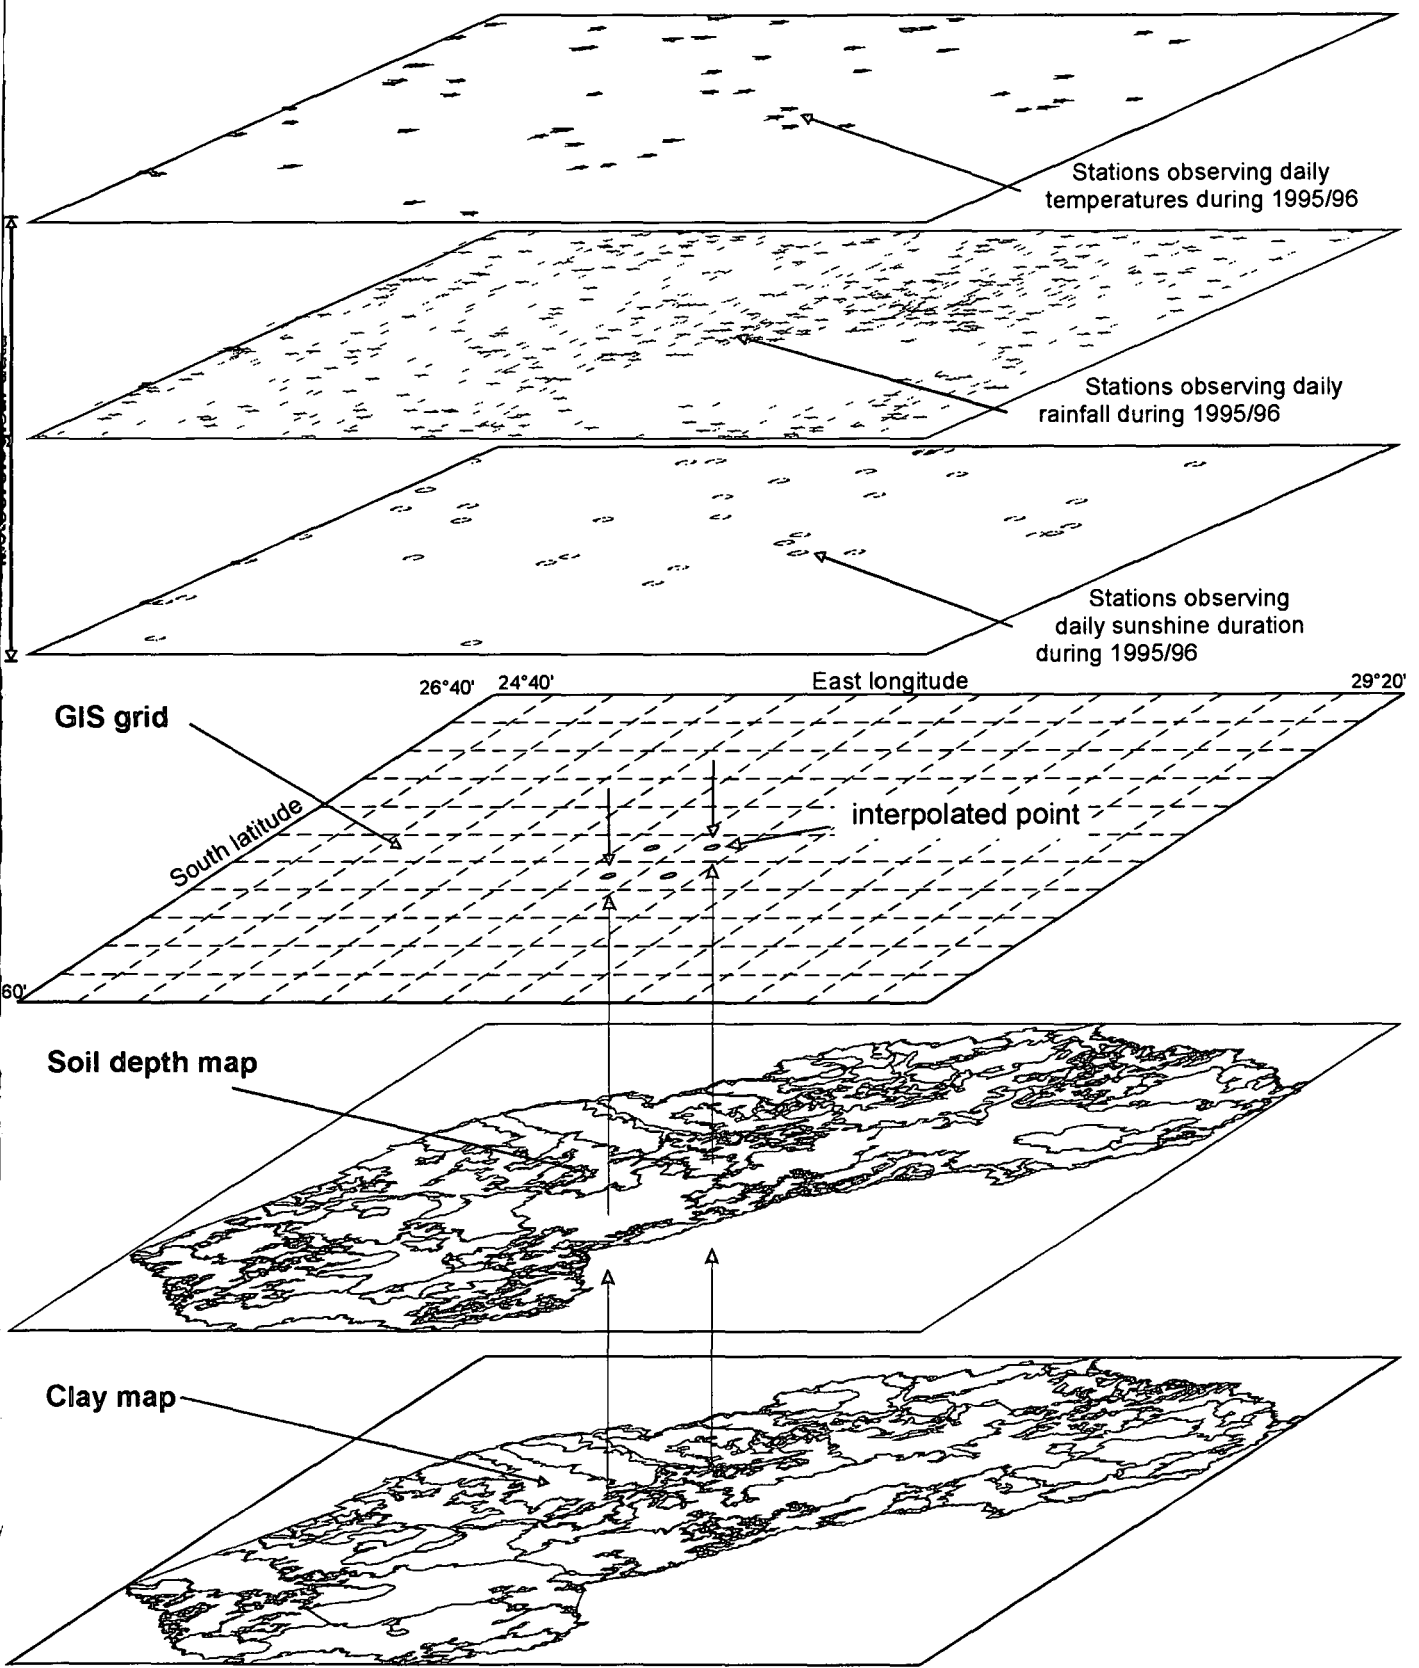 Stations observing daily
temperatures during 1995/96
Stations observing daily
rainfall during 1995/96
Stations observing
daily sunshine duration
during 1995/96
26°40' 24°40' East longitude 29°20'
GIS grid
South latitude
interpolated point
60'
Soil depth map
Clay map